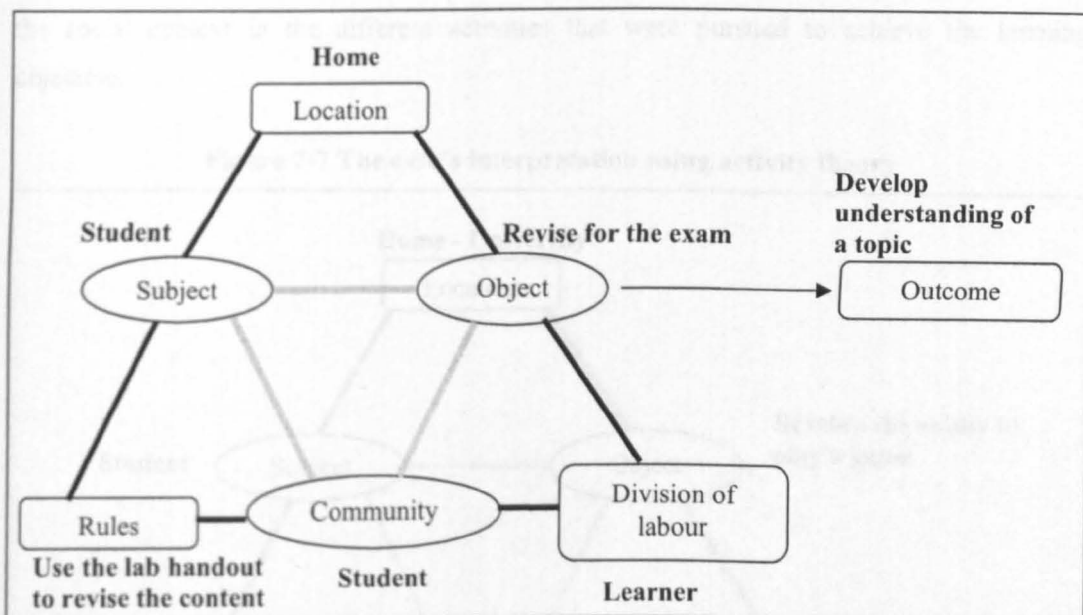 Home
Location
Develop
understanding of
a topic
Student
Revise for the exam
Subject
Object
Outcome
Rules
Community
Division of
labour
Use the lab handout
to revise the content
Student
Learner